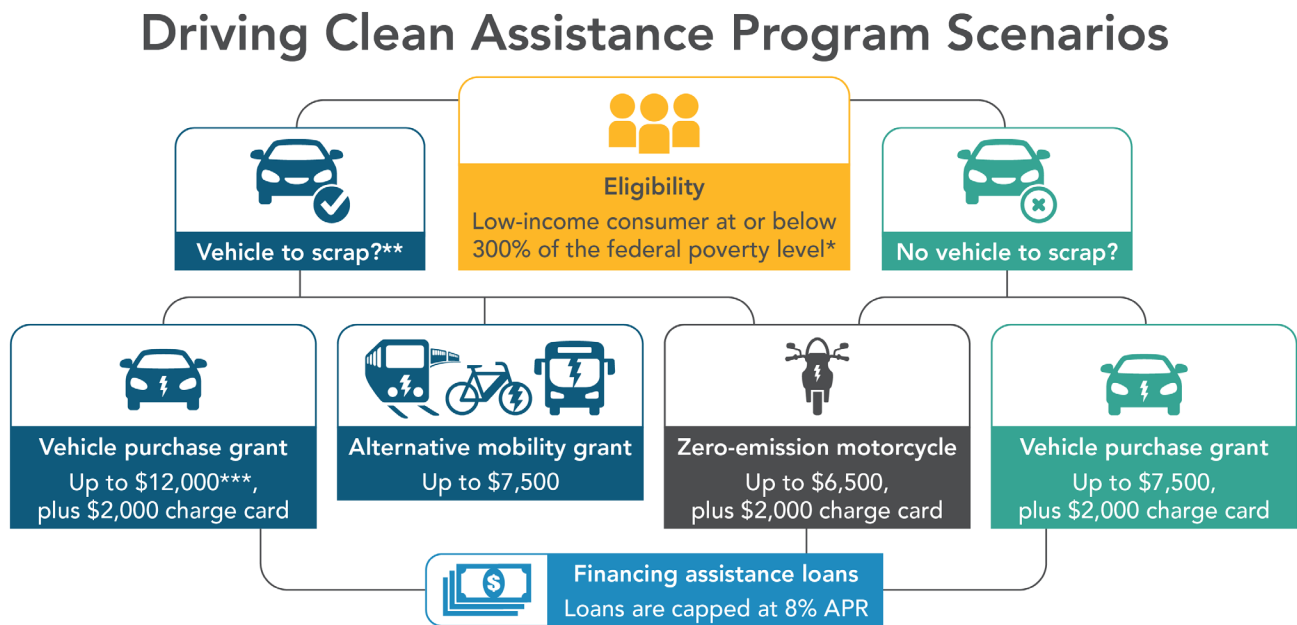 Driving Clean Assistance Program Scenarios
Eligibility
Low-income consumer at or below
300% of the federal poverty level*
Vehicle to scrap?**
No vehicle to scrap?
Vehicle purchase grant
Up to $12,000***,
plus $2,000 charge card
Alternative mobility grant
Up to $7,500
Zero-emission motorcycle
Up to $6,500,
plus $2,000 charge card
Vehicle purchase grant
Up to $7,500,
plus $2,000 charge card
$
Financing assistance loans
Loans are capped at 8% APR